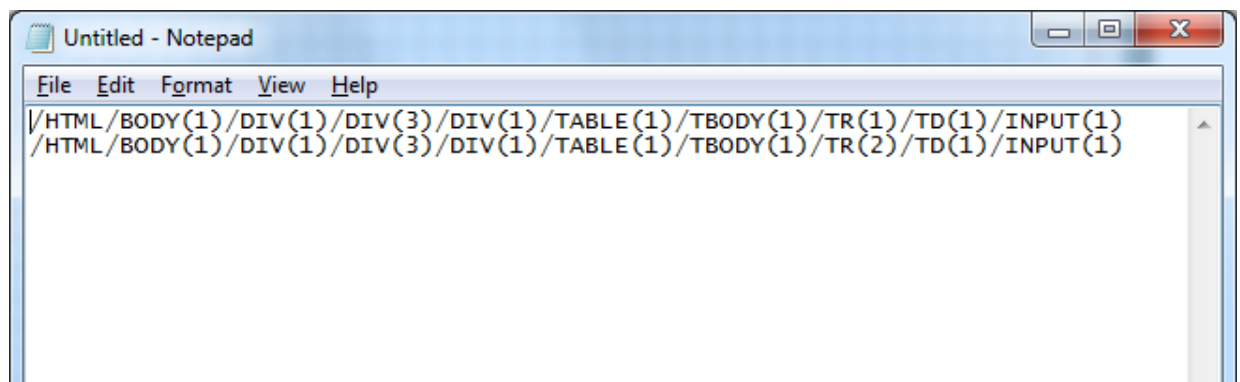 Untitled - Notepad
File Edit Format View Help
/HTML/BODY(1)/DIV(1)/DIV(3)/DIV(1)/TABLE(1)/TBODY(1)/TR(1)/TD(1)/INPUT(1)
/HTML/BODY(1)/DIV(1)/DIV(3)/DIV(1)/TABLE(1)/TBODY(1)/TR(2)/TD(1)/INPUT(1)